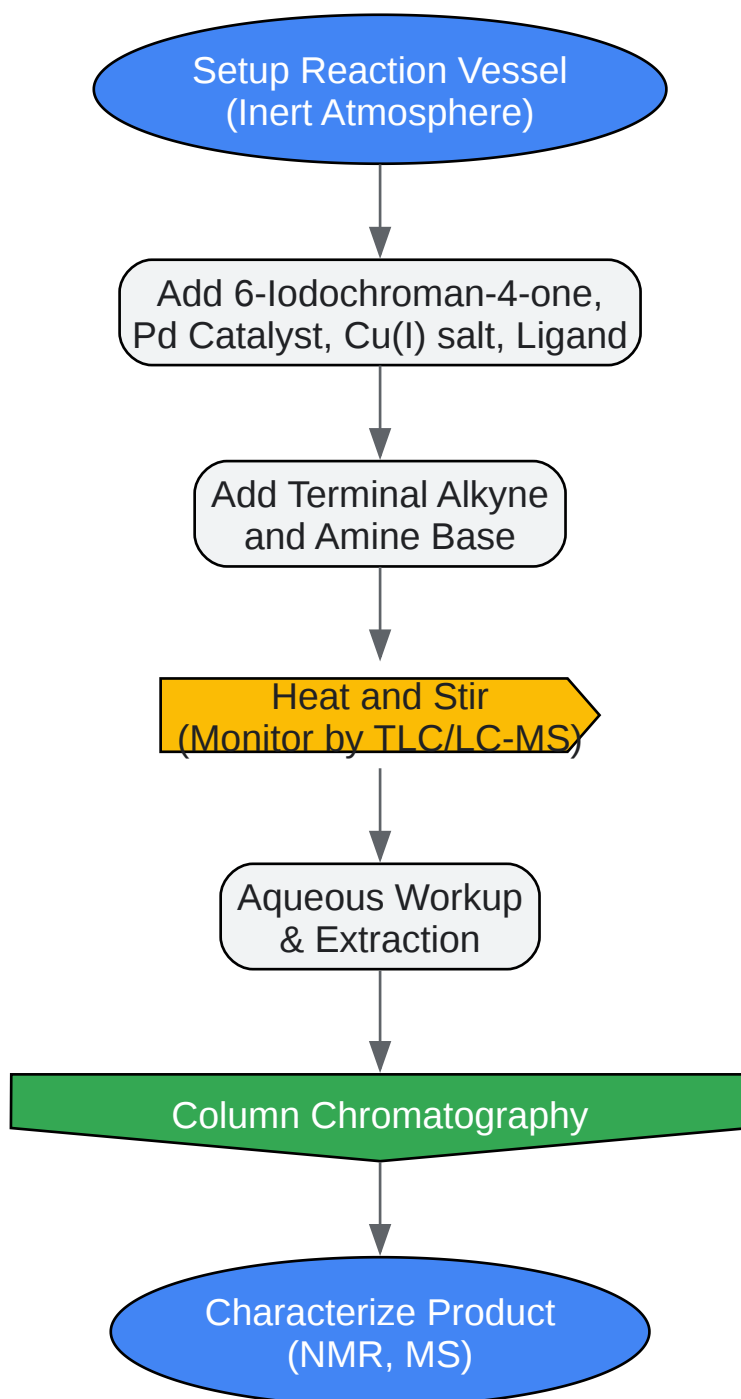 Setup Reaction Vessel
(Inert Atmosphere)
Add 6-Iodochroman-4-one,
Pd Catalyst, Cu(I) salt, Ligand
Add Terminal Alkyne
and Amine Base
Heat and Stir
(Monitor by TLC/LC-MS)
Aqueous Workup
& Extraction
Column Chromatography
Characterize Product
(NMR, MS)